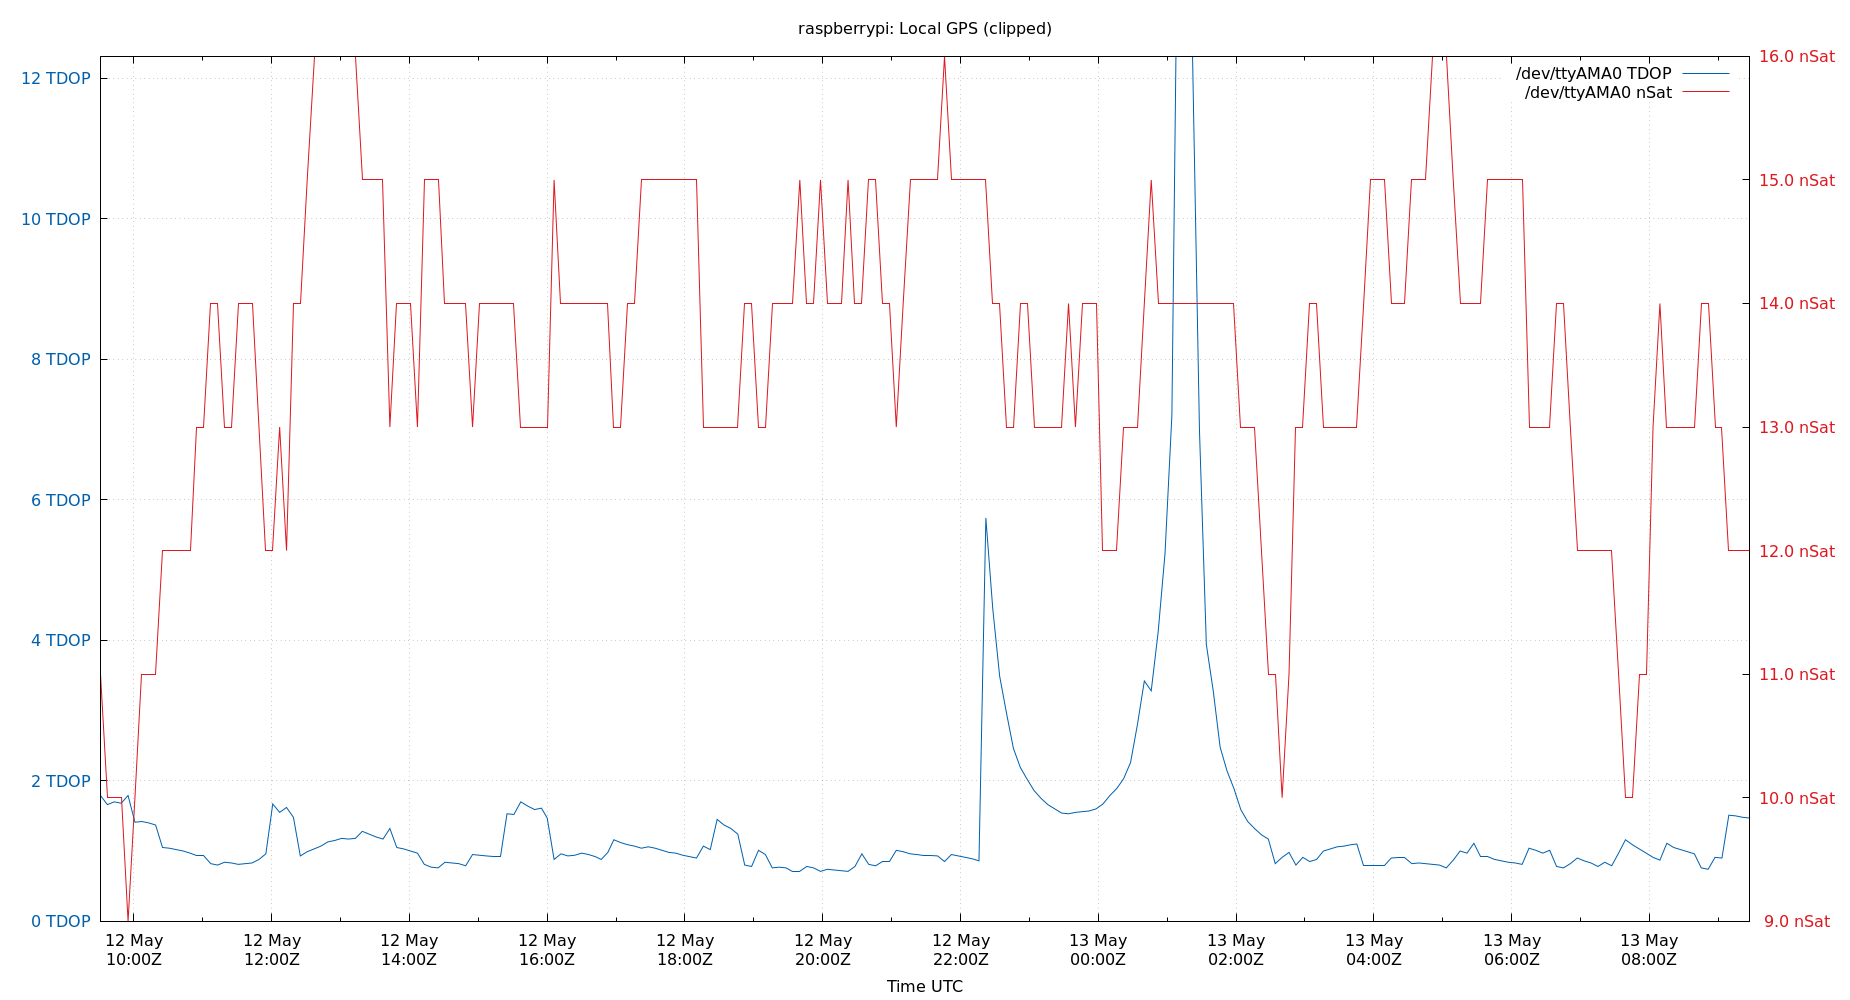 raspberrypi: Local GPS (clipped)
12 TDOP
10 TDOP
8 TDOP
6 TDOP
4 TDOP
2 TDOP
0 TDOP
/dev/ttyAMA0 TDOP
/dev/ttyAMA0 nSat
16.0 nSat
15.0 nSat
14.0 nSat
13.0 nSat
12.0 nSat
11.0 nSat
10.0 nSat
9.0 nSat
12 May
10:00Z
12 May
12:00Z
12 May
14:00Z
12 May
16:00Z
12 May
18:00Z
12 May
20:00Z
12 May
22:00Z
13 May
00:00Z
13 May
02:00Z
13 May
04:00Z
13 May
06:00Z
13 May
08:00Z
Time UTC